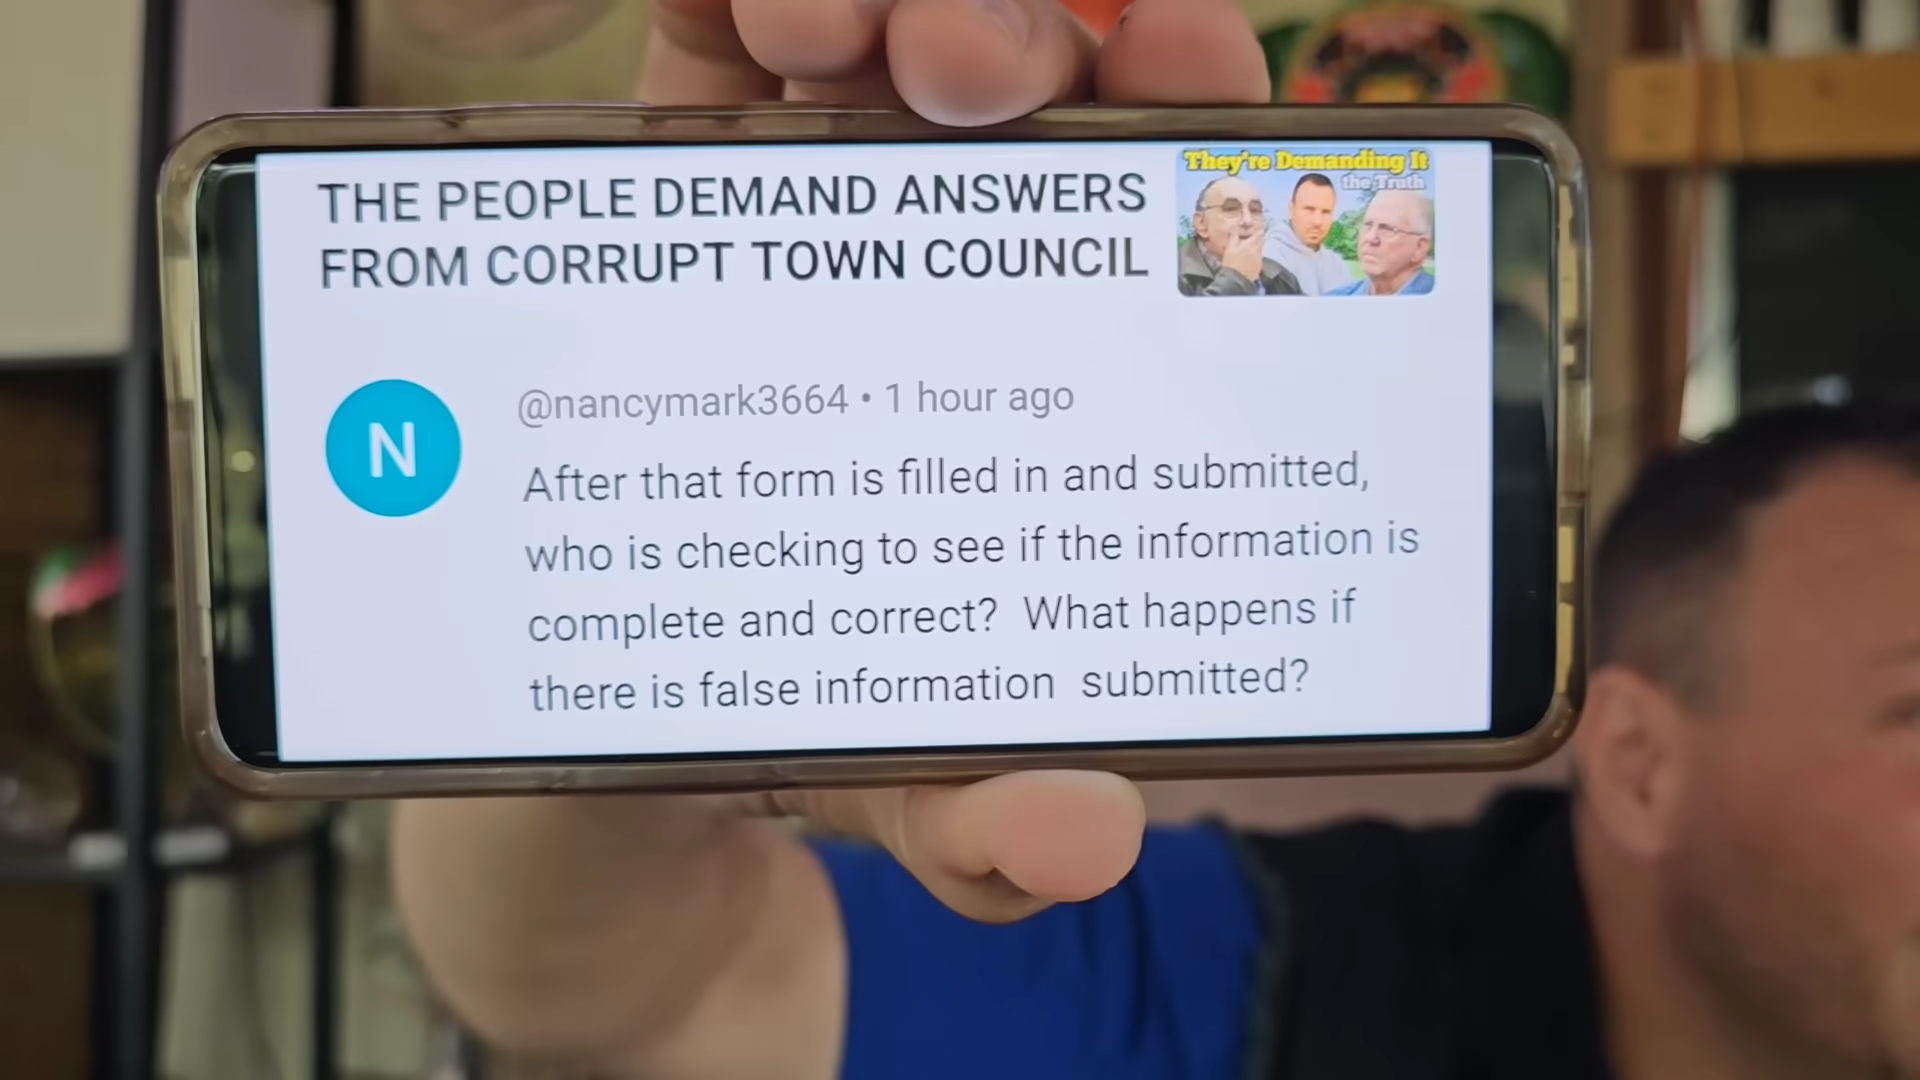 THE PEOPLE DEMAND ANSWERS
FROM CORRUPT TOWN COUNCIL
They're Demanding It
the Truth
N
@nancymark3664 • 1 hour ago
After that form is filled in and submitted,
who is checking to see if the information is
complete and correct?  What happens if
there is false information  submitted?